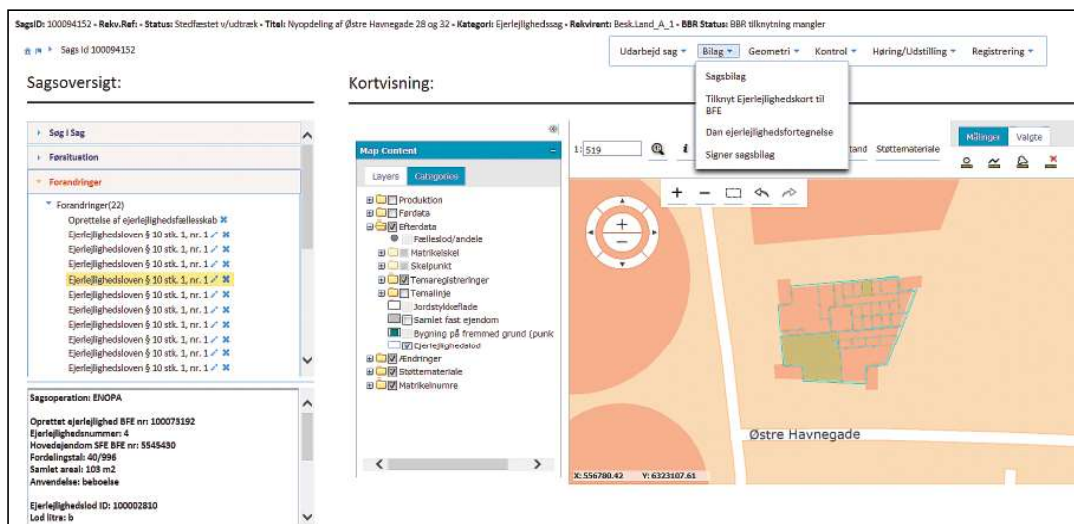 SagsID: 100094152 - Rekv.Ref: - Status: Stedfæstet v/udtræk - Titel: Nyopdeling af Østre Havnegade 28 og 32 - Kategori: Ejerlejlighedssag - Rekvirent: Besk.Land_A_1 - BBR Status: BBR tilknytning mangler
Sags Id 100094152
Udarbejd sag Bilag Geometri Kontrol Høring/Udstilling Registrering
Sagsbilag
Tilknyt Ejerlejlighedskort til
BFE
Dan ejerlejlighedsfortegnelse
Signer sagsbilag
Sagsoversigt:
Kortvisning:
Søg i Sag
Førsituation
Forandringer
Forandringer(22)
Oprettelse af ejerlejlighedsfællesskab
Ejerlejlighedsloven § 10 stk. 1, nr. 1
Ejerlejlighedsloven § 10 stk. 1, nr. 1
Ejerlejlighedsloven § 10 stk. 1, nr. 1
Ejerlejlighedsloven § 10 stk. 1, nr. 1
Ejerlejlighedsloven § 10 stk. 1, nr. 1
Ejerlejlighedsloven § 10 stk. 1, nr. 1
Ejerlejlighedsloven § 10 stk. 1, nr. 1
Ejerlejlighedsloven § 10 stk. 1, nr. 1
Ejerlejlighedsloven § 10 stk. 1, nr. 1
Ejerlejlighedsloven § 10 stk. 1, nr. 1
Sagsoperation: ENOPA
Oprettet ejerlejlighed BFE nr: 100073192
Ejerlejlighedsnummer: 4
Hovedejendom SFE BFE nr: 5545430
Fordelingstal: 40/996
Samlet areal: 103 m2
Anvendelse: beboelse
Ejerlejlighedslod ID: 100002810
Lod litra: b
Map Content
Layers Categories
Produktion
Førdata
Efterdata
Fælleslod/andele
Matrikelskel
Skelpunkt
Temaregistreringer
Temalinje
Jordstykkeflade
Samlet fast ejendom
Bygning på fremmed grund (punk
Ejerlejlighedslod
Ændringer
Støttemateriale
Matrikelnumre
1: 519
tand Støttemateriale
Målinger Valgte
Østre Havnegade
X: 556780.42 Y: 6323107.61